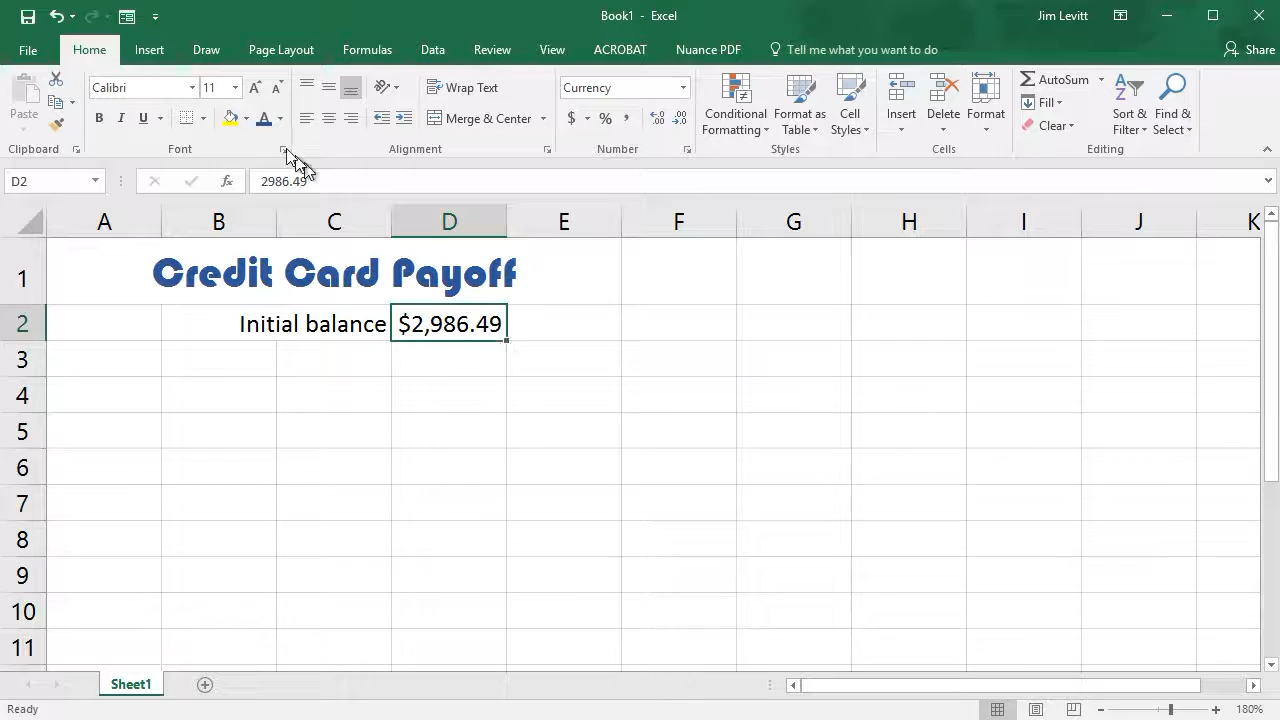 Book1 - Excel
Jim Levitt
File Home Insert Draw Page Layout Formulas Data Review View ACROBAT Nuance PDF Tell me what you want to do Share
Calibri 11 Wrap Text Currency AutoSum
Paste B I U A Merge & Center $ % , Conditional Formatting Format as Table Cell Styles Insert Delete Format Fill Clear Sort & Filter Find & Select
Clipboard Font Alignment Number Styles Cells Editing
D2 fx 2986.49
A B C D E F G H I J K
1 Credit Card Payoff
2 Initial balance $2,986.49
3
4
5
6
7
8
9
10
11
Sheet1
Ready 180%